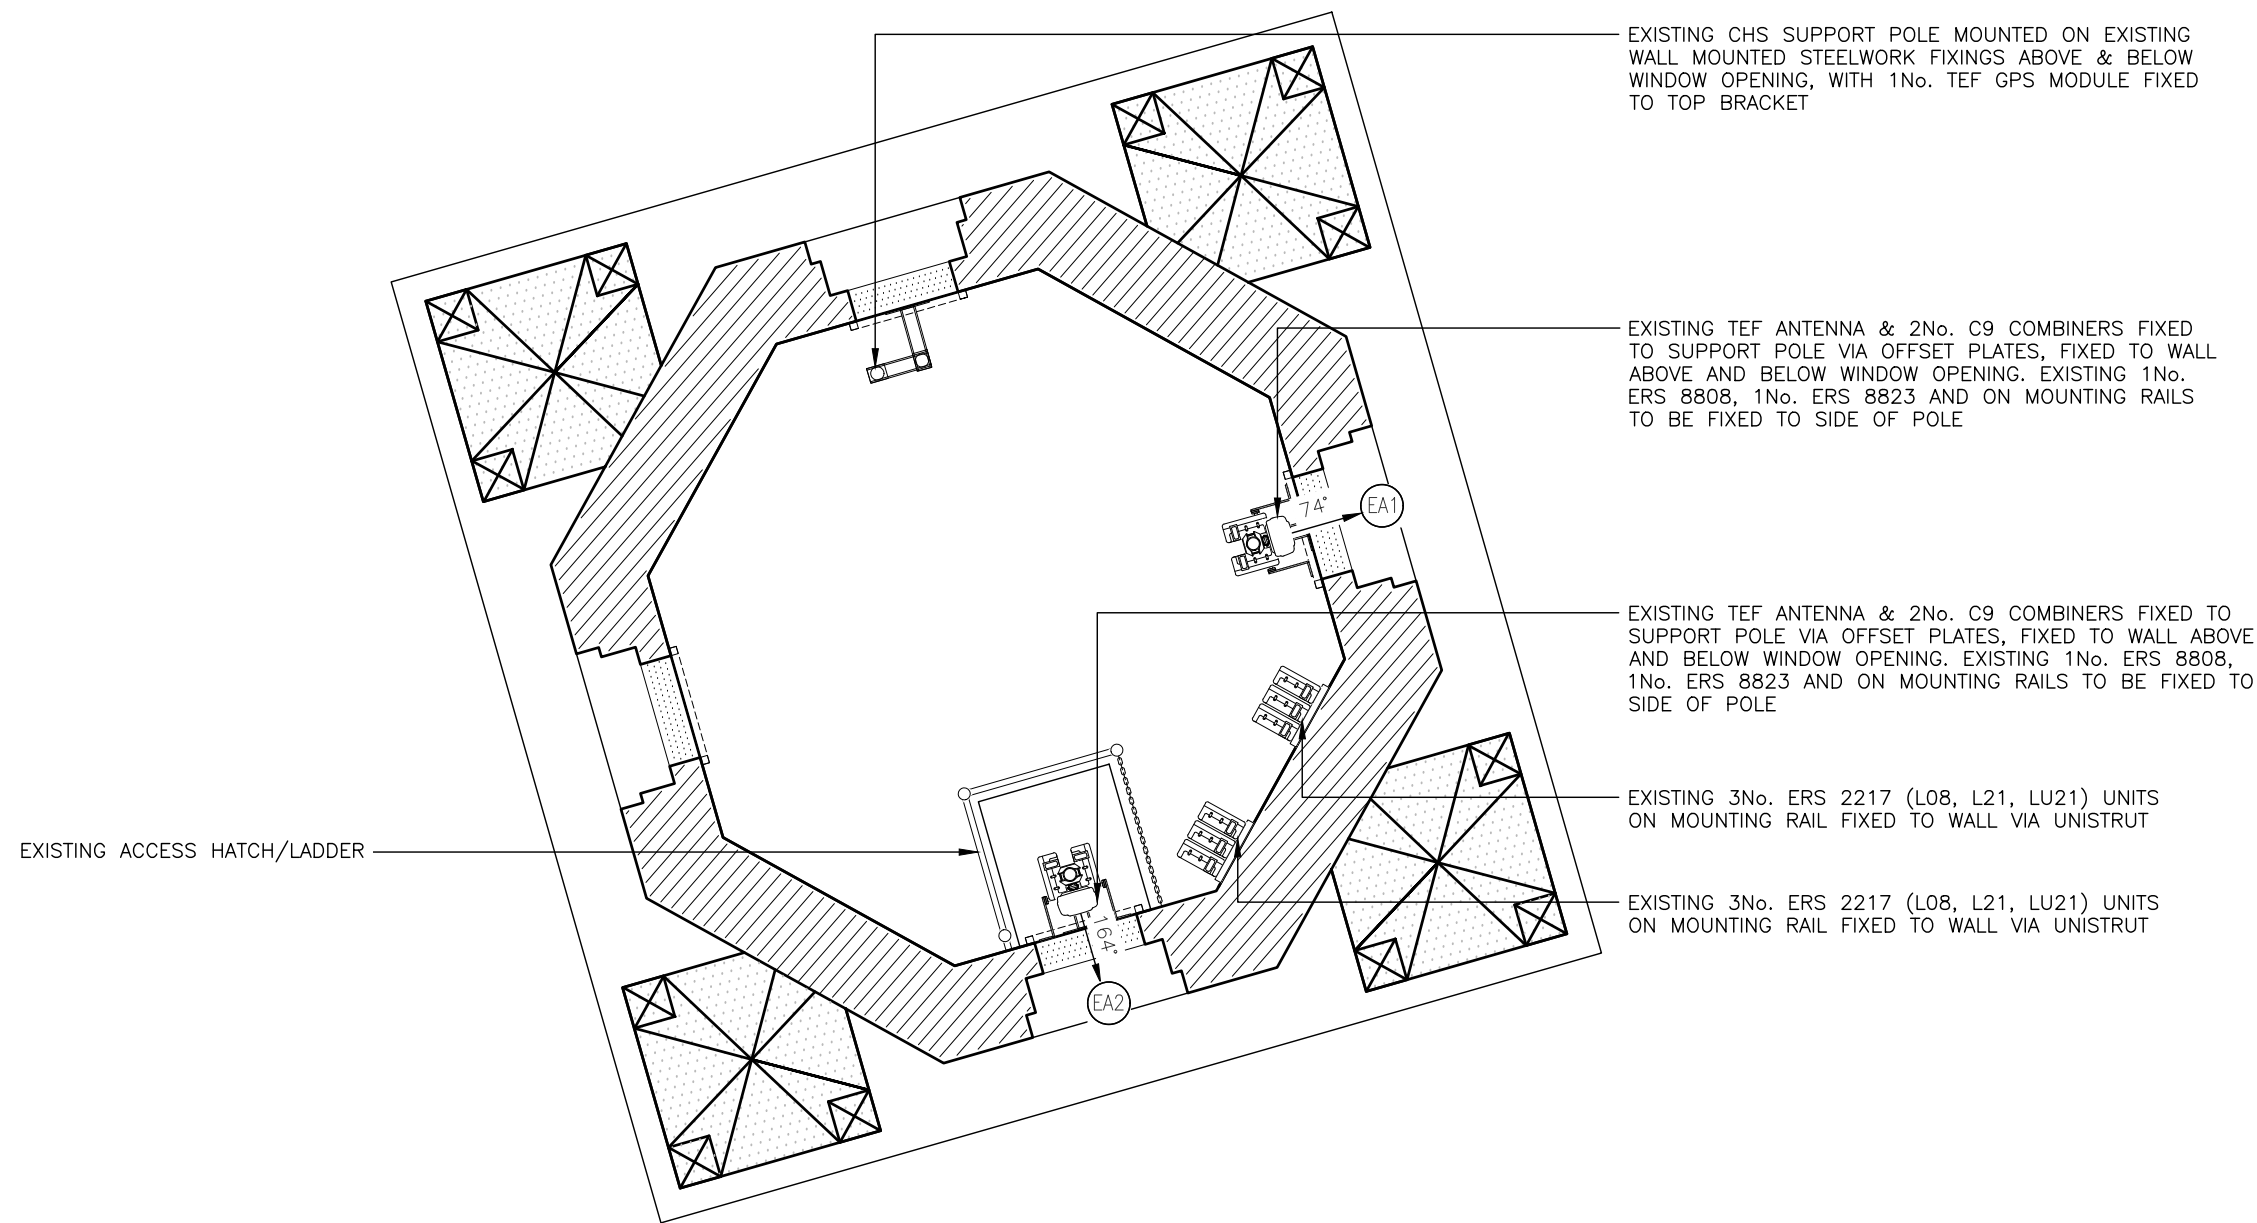 EXISTING CHS SUPPORT POLE MOUNTED ON EXISTING
WALL MOUNTED STEELWORK FIXINGS ABOVE & BELOW
WINDOW OPENING, WITH 1No. TEF GPS MODULE FIXED
TO TOP BRACKET
EXISTING TEF ANTENNA & 2No. C9 COMBINERS FIXED
TO SUPPORT POLE VIA OFFSET PLATES, FIXED TO WALL
ABOVE AND BELOW WINDOW OPENING. EXISTING 1No.
ERS 8808, 1No. ERS 8823 AND ON MOUNTING RAILS
TO BE FIXED TO SIDE OF POLE
74°
EA1
EXISTING TEF ANTENNA & 2No. C9 COMBINERS FIXED TO
SUPPORT POLE VIA OFFSET PLATES, FIXED TO WALL ABOVE
AND BELOW WINDOW OPENING. EXISTING 1No. ERS 8808,
1No. ERS 8823 AND ON MOUNTING RAILS TO BE FIXED TO
SIDE OF POLE
EXISTING 3No. ERS 2217 (L08, L21, LU21) UNITS
ON MOUNTING RAIL FIXED TO WALL VIA UNISTRUT
EXISTING ACCESS HATCH/LADDER
EXISTING 3No. ERS 2217 (L08, L21, LU21) UNITS
ON MOUNTING RAIL FIXED TO WALL VIA UNISTRUT
164°
EA2